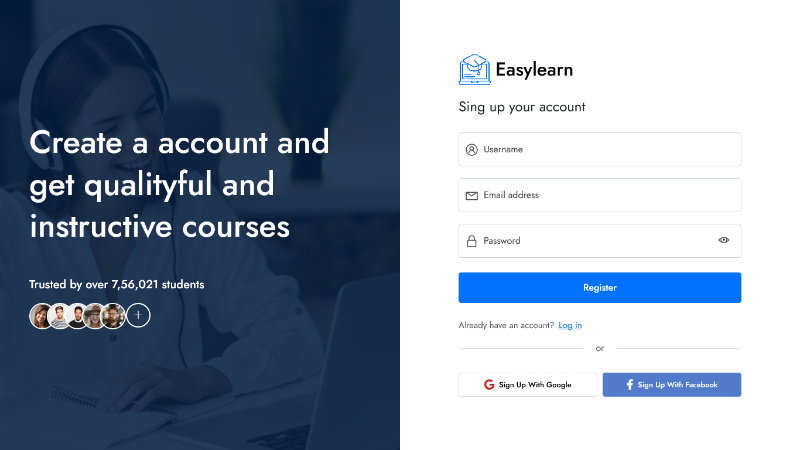 Create a account and
get qualityful and
instructive courses
Trusted by over 7,56,021 students
Easylearn
Sing up your account
Username
Email address
Password
Register
Already have an account? Log in
or
Sign Up With Google
Sign Up With Facebook